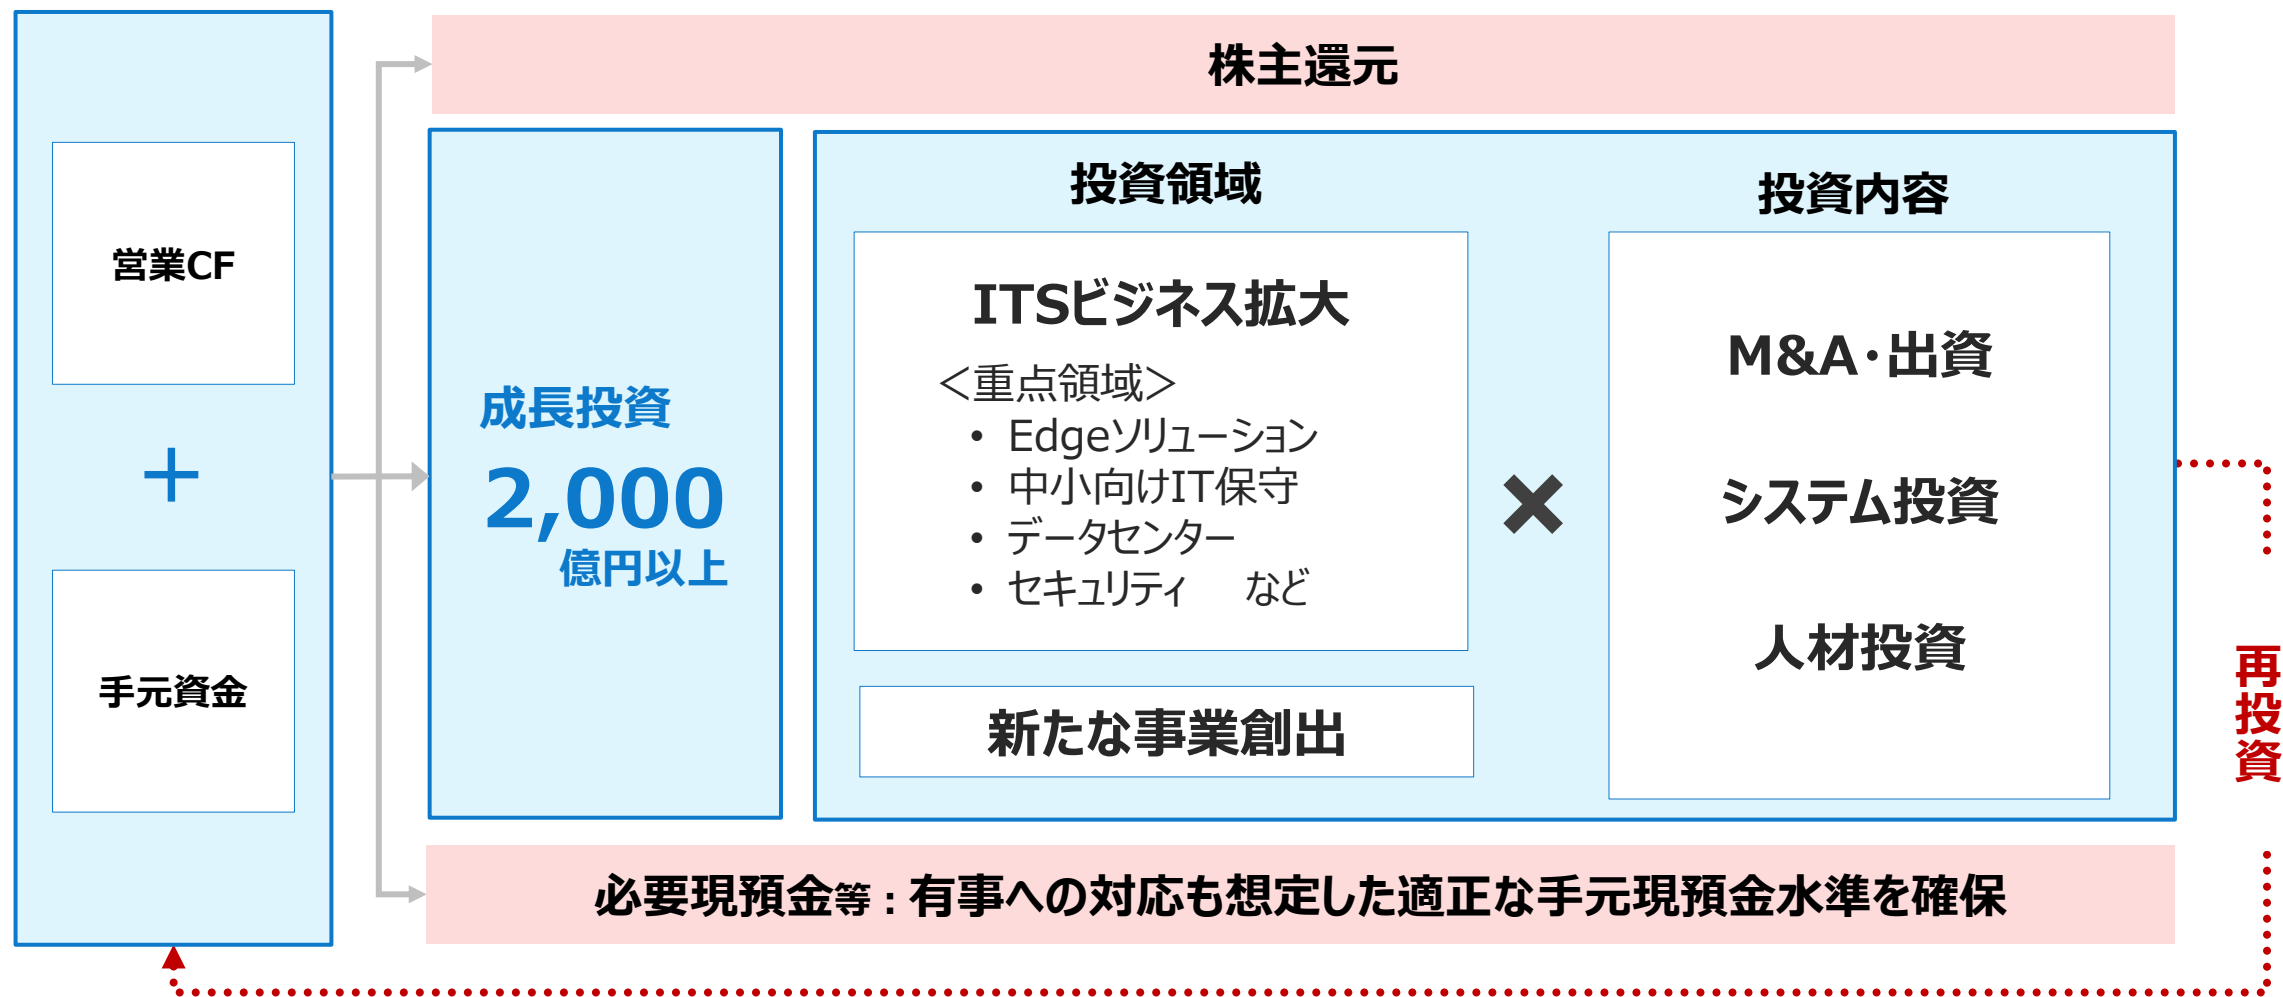 株主還元
営業CF
+
手元資金
成長投資
2,000
億円以上
投資領域
ITSビジネス拡大
＜重点領域＞
• Edgeソリューション
• 中小向けIT保守
• データセンター
• セキュリティ　など
新たな事業創出
×
投資内容
M&A・出資
システム投資
人材投資
再投資
必要現預金等：有事への対応も想定した適正な手元現預金水準を確保